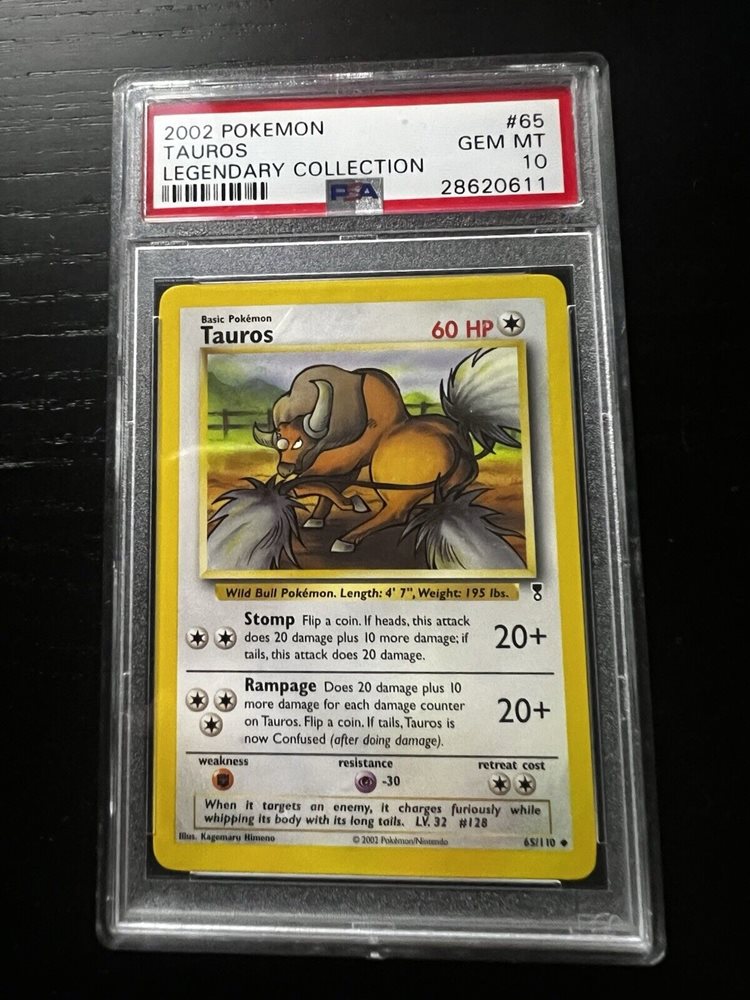 2002 POKEMON #65
TAUROS GEM MT
LEGENDARY COLLECTION 10
PSA 28620611
Basic Pokémon
Tauros 60 HP
Wild Bull Pokémon. Length: 4' 7", Weight: 195 lbs.
Stomp Flip a coin. If heads, this attack
does 20 damage plus 10 more damage; if 20+
tails, this attack does 20 damage.
Rampage Does 20 damage plus 10
more damage for each damage counter 20+
on Tauros. Flip a coin. If tails, Tauros is
now Confused (after doing damage).
weakness resistance retreat cost
-30
When it targets an enemy, it charges furiously while
whipping its body with its long tails. LV. 32 #128
Illus. Kagemaru Himeno © 2002 Pokémon/Nintendo 65/110